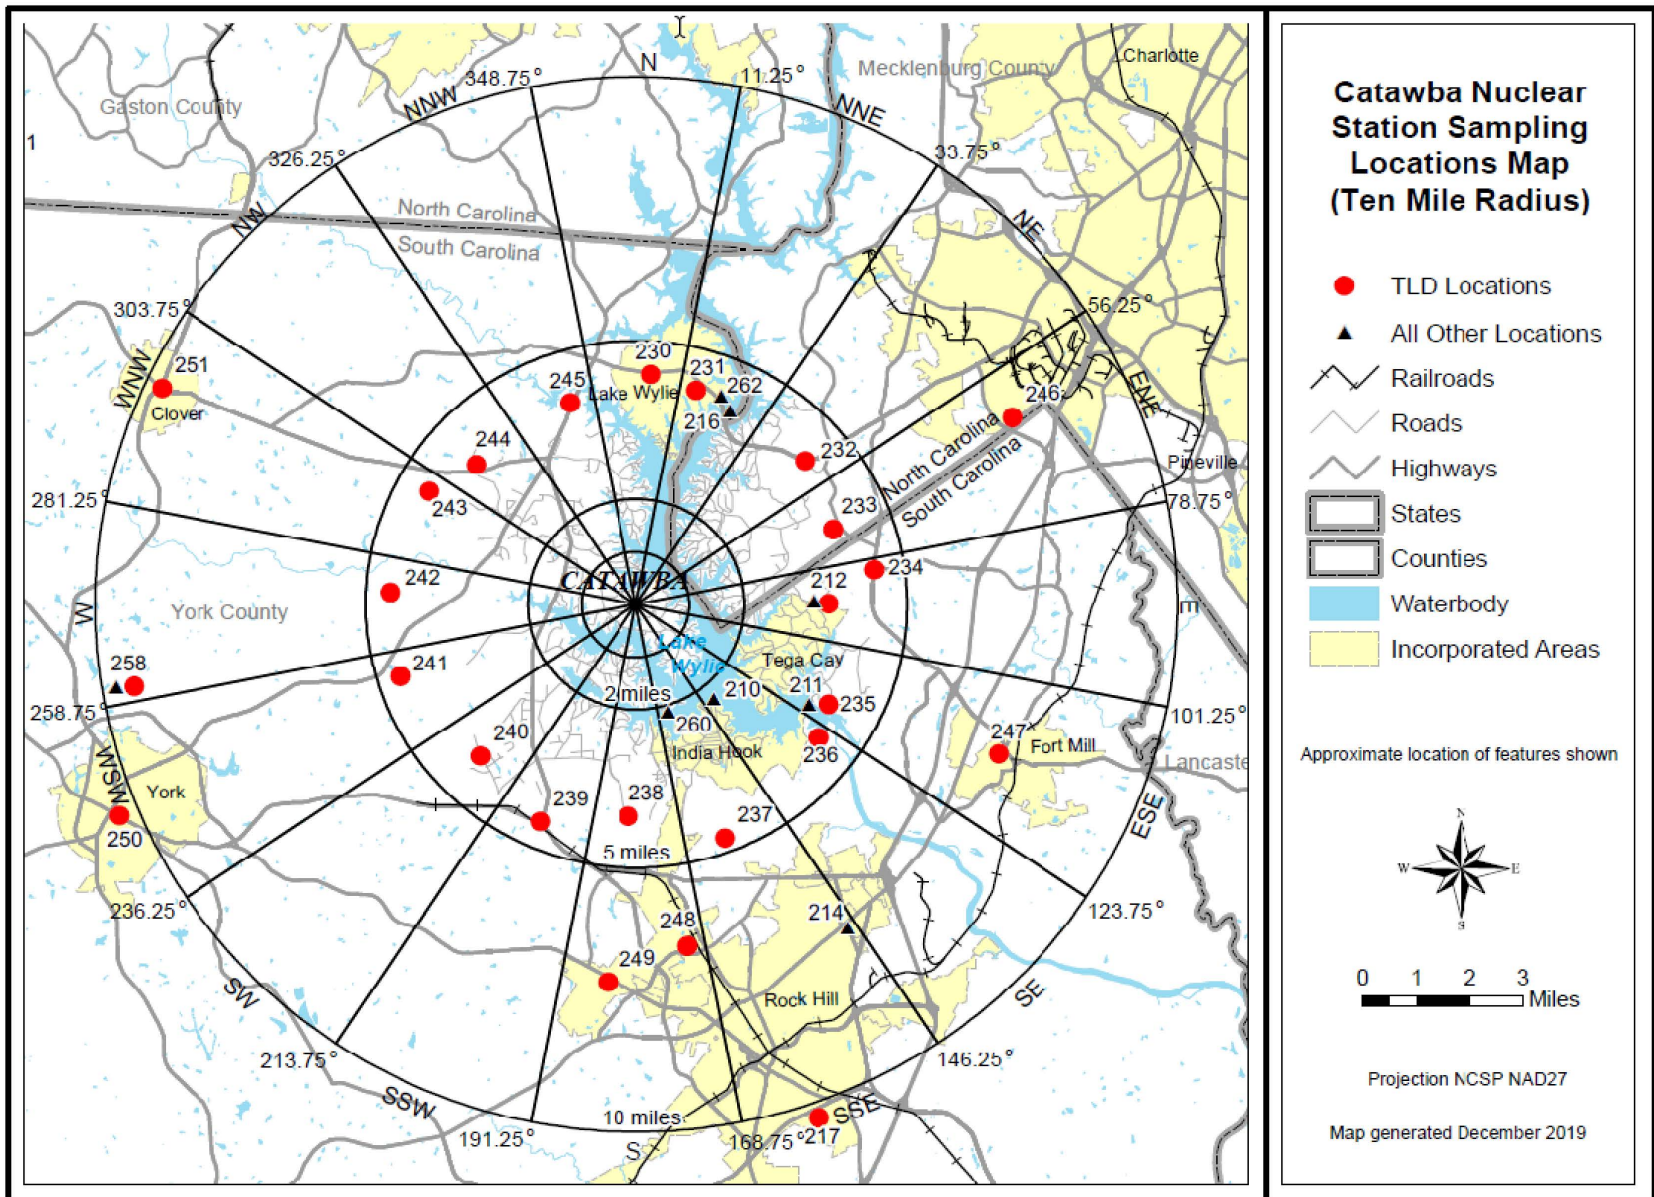 N
348.75°
11.25°
Mecklenburg County
Charlotte
NNW
NNE
Gaston County
1
326.25°
33.75°
NW
North Carolina
South Carolina
NE
303.75°
56.25°
WNW
251
Clover
230
231
262
245
Lake Wylie
216
246
ENE
244
232
North Carolina
South Carolina
Pineville
243
233
281.25°
78.75°
CATAWBA
242
212
234
W
York County
E
Lake
Wylie
Tega Cay
258
241
2 miles
210
211
235
258.75°
101.25°
260
240
India Hook
236
247
Fort Mill
Lancaste
WSW
York
239
238
237
ESE
250
5 miles
236.25°
123.75°
248
214
249
SW
Rock Hill
SE
213.75°
146.25°
SSW
10 miles
SSE
191.25°
S
168.75°
217
Catawba Nuclear
Station Sampling
Locations Map
(Ten Mile Radius)
TLD Locations
All Other Locations
Railroads
Roads
Highways
States
Counties
Waterbody
Incorporated Areas
Approximate location of features shown
N
W
E
S
0 1 2 3
Miles
Projection NCSP NAD27
Map generated December 2019